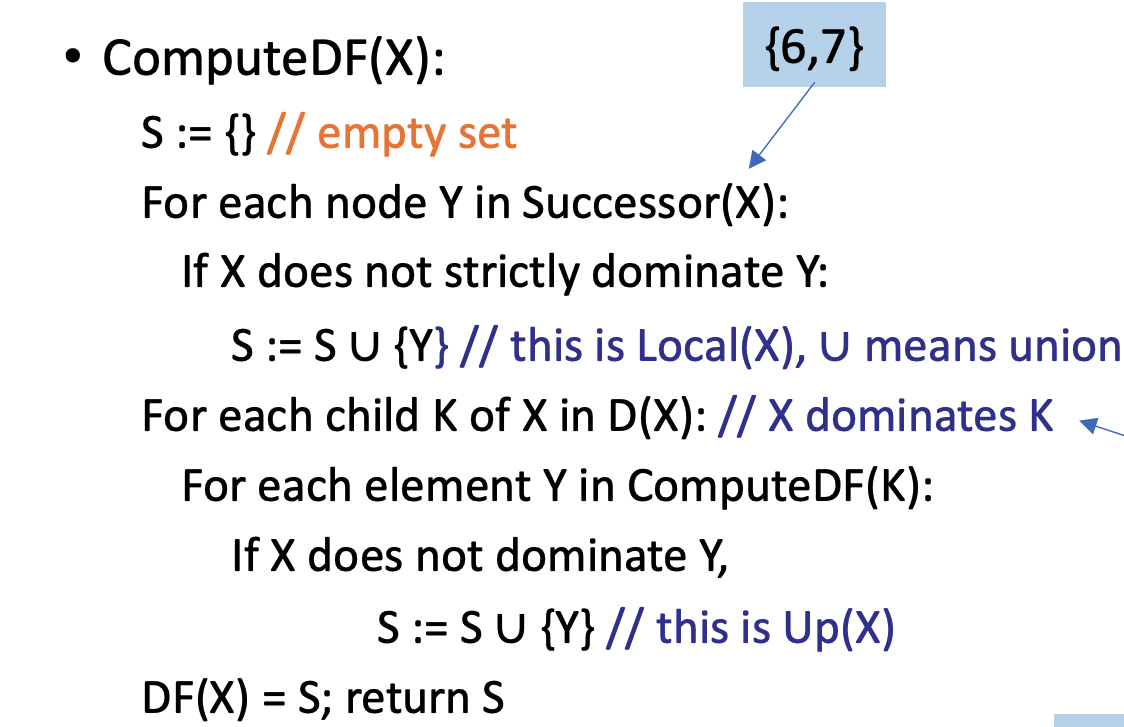 • ComputeDF(X):
{6,7}
S := {} // empty set
For each node Y in Successor(X):
If X does not strictly dominate Y:
S := S ∪ {Y} // this is Local(X), ∪ means union
For each child K of X in D(X): // X dominates K
For each element Y in ComputeDF(K):
If X does not dominate Y,
S := S ∪ {Y} // this is Up(X)
DF(X) = S; return S